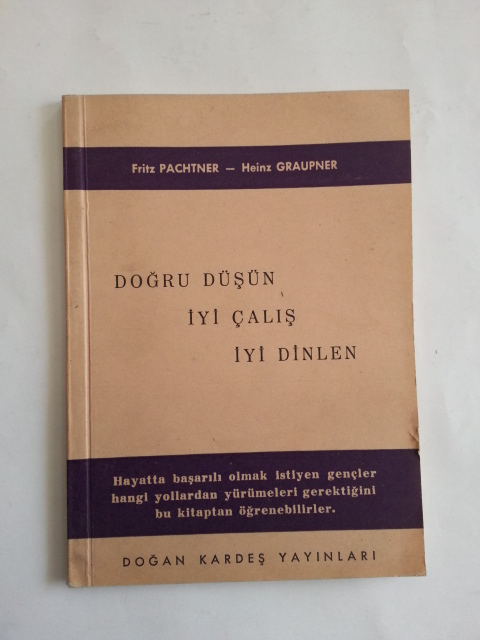 Fritz PACHTNER — Heinz GRAUPNER
DOĞRU DÜŞÜN
İYİ ÇALIŞ
İYİ DİNLEN
Hayatta başarılı olmak istiyen gençler
hangi yollardan yürümeleri gerektiğini
bu kitaptan öğrenebilirler.
DOĞAN KARDEŞ YAYINLARI